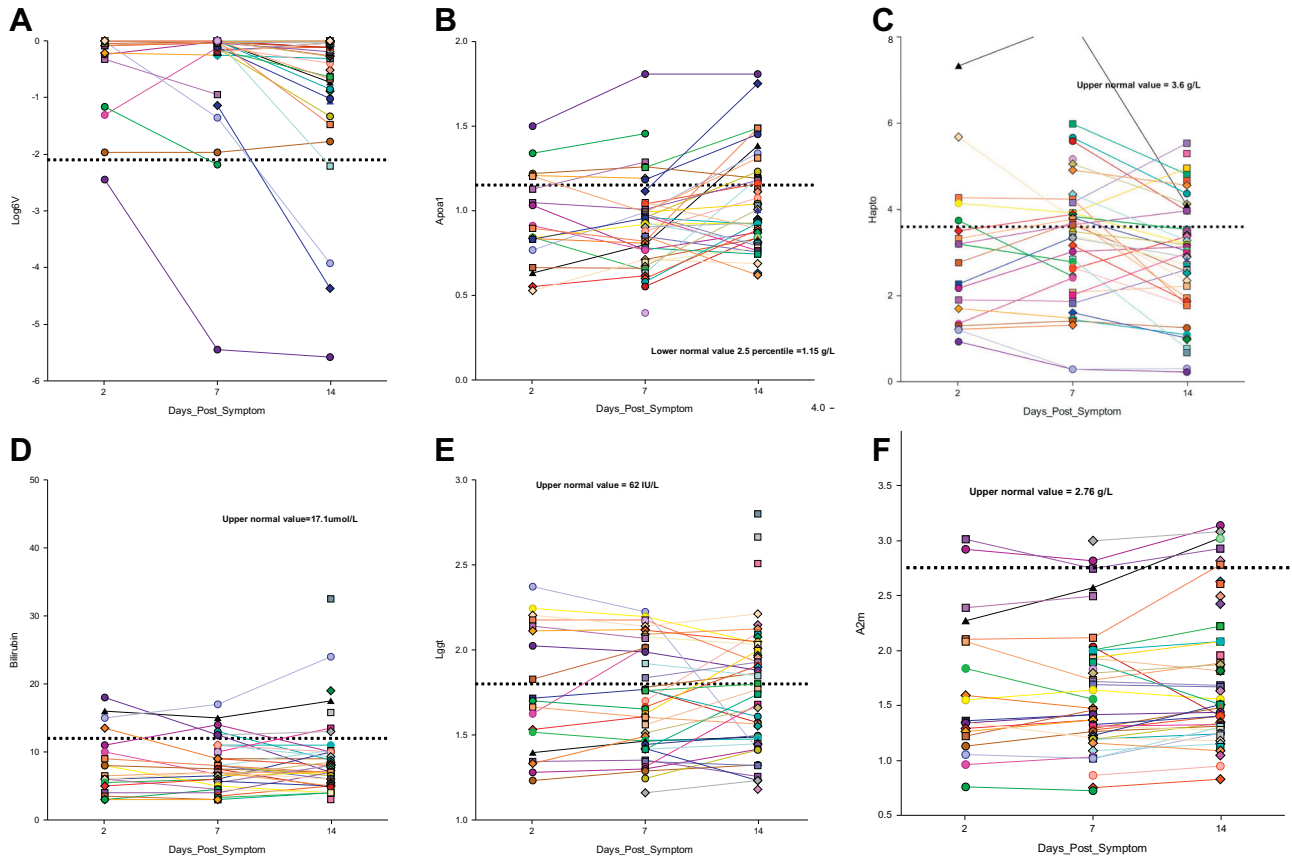 A
0
-1
-2
-3
-4
-5
-6
Log6V
2
7
14
Days_Post_Symptom
B
2.0
1.5
1.0
0.5
0.0
Apoa1
Lower normal value 2.5 percentile =1.15 g/L
2
7
14
Days_Post_Symptom
4.0 –
C
8
6
4
2
0
Hapto
Upper normal value = 3.6 g/L
2
7
14
Days_Post_Symptom
D
50
40
30
20
10
0
Bilirubin
Upper normal value=17.1umol/L
2
7
14
Days_Post_Symptom
E
3.0
2.5
2.0
1.5
1.0
Lggt
Upper normal value = 62 IU/L
2
7
14
Days_Post_Symptom
F
3.5
3.0
2.5
2.0
1.5
1.0
0.5
A2m
Upper normal value = 2.76 g/L
2
7
14
Days_Post_Symptom